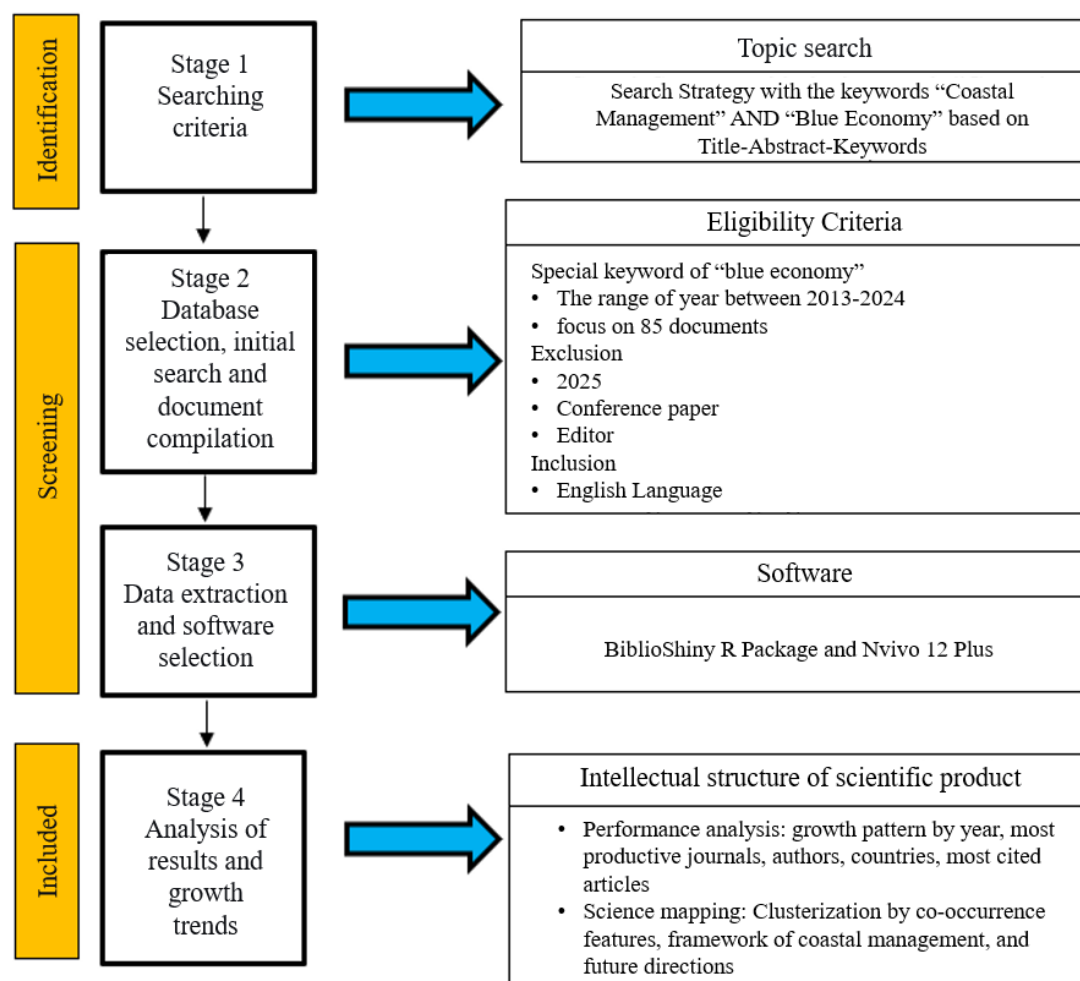 Identification
Stage 1
Searching
criteria
Topic search
Search Strategy with the keywords “Coastal
Management” AND “Blue Economy” based on
Title-Abstract-Keywords
Screening
Stage 2
Database
selection, initial
search and
document
compilation
Eligibility Criteria
Special keyword of “blue economy”
• The range of year between 2013-2024
• focus on 85 documents
Exclusion
• 2025
• Conference paper
• Editor
Inclusion
• English Language
Stage 3
Data extraction
and software
selection
Software
BiblioShiny R Package and Nvivo 12 Plus
Included
Stage 4
Analysis of
results and
growth
trends
Intellectual structure of scientific product
• Performance analysis: growth pattern by year, most
productive journals, authors, countries, most cited
articles
• Science mapping: Clusterization by co-occurrence
features, framework of coastal management, and
future directions